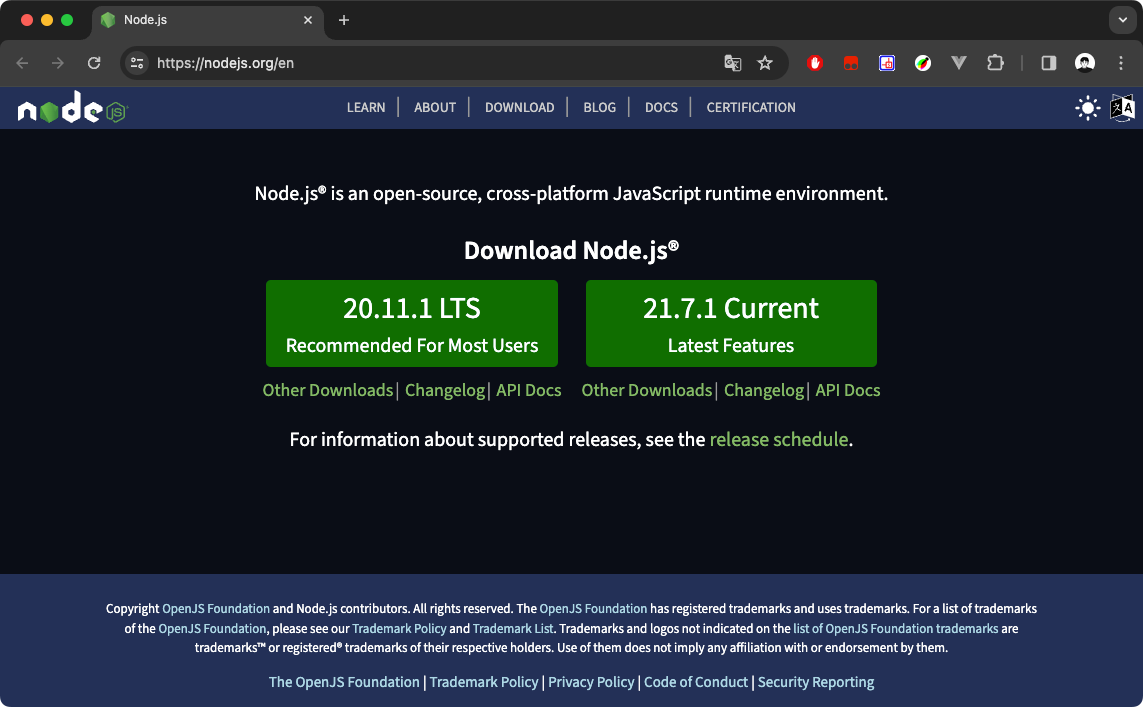 Node.js
https://nodejs.org/en
node JS
LEARN | ABOUT | DOWNLOAD | BLOG | DOCS | CERTIFICATION
Node.js® is an open-source, cross-platform JavaScript runtime environment.
Download Node.js®
20.11.1 LTS
Recommended For Most Users
21.7.1 Current
Latest Features
Other Downloads| Changelog| API Docs
Other Downloads| Changelog| API Docs
For information about supported releases, see the release schedule.
Copyright OpenJS Foundation and Node.js contributors. All rights reserved. The OpenJS Foundation has registered trademarks and uses trademarks. For a list of trademarks
of the OpenJS Foundation, please see our Trademark Policy and Trademark List. Trademarks and logos not indicated on the list of OpenJS Foundation trademarks are
trademarks™ or registered® trademarks of their respective holders. Use of them does not imply any affiliation with or endorsement by them.
The OpenJS Foundation | Trademark Policy | Privacy Policy | Code of Conduct | Security Reporting